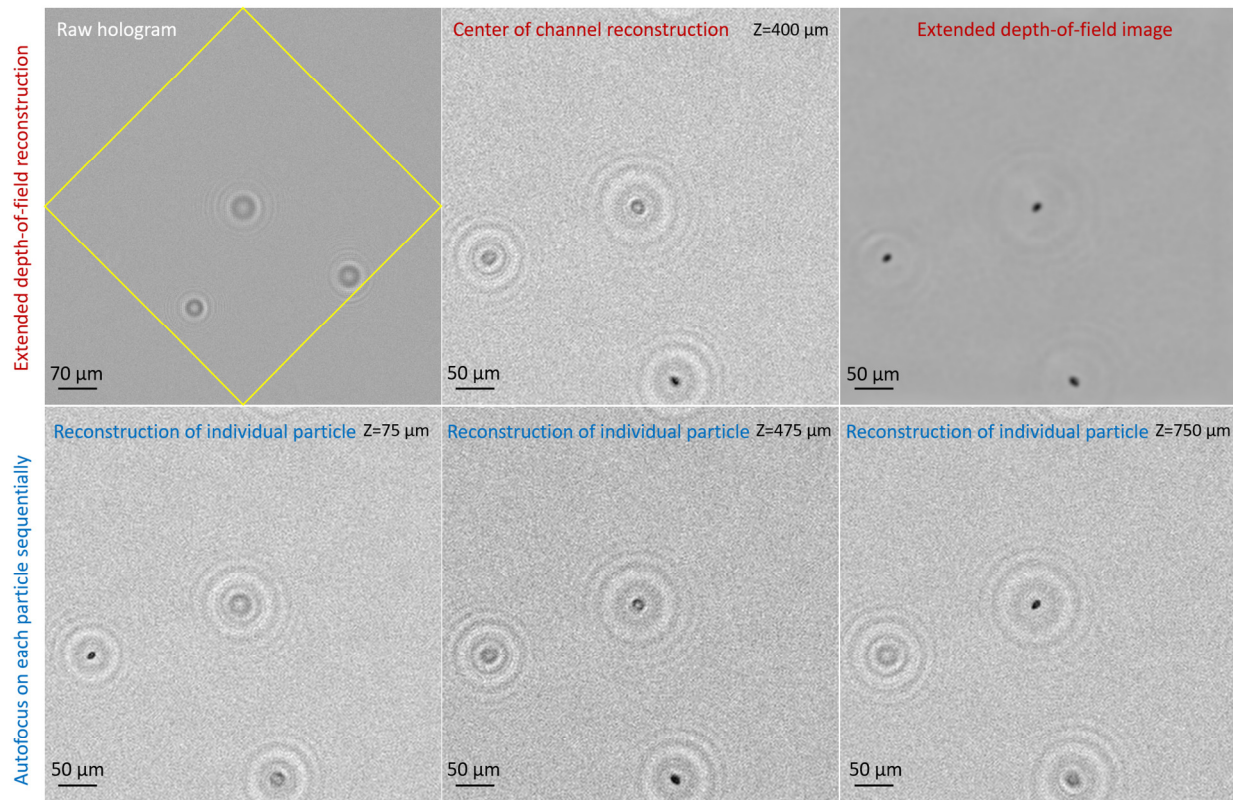 Extended depth-of-field reconstruction
Raw hologram
70 µm
Center of channel reconstruction Z=400 µm
50 µm
Extended depth-of-field image
50 µm
Autofocus on each particle sequentially
Reconstruction of individual particle Z=75 µm
50 µm
Reconstruction of individual particle Z=475 µm
50 µm
Reconstruction of individual particle Z=750 µm
50 µm